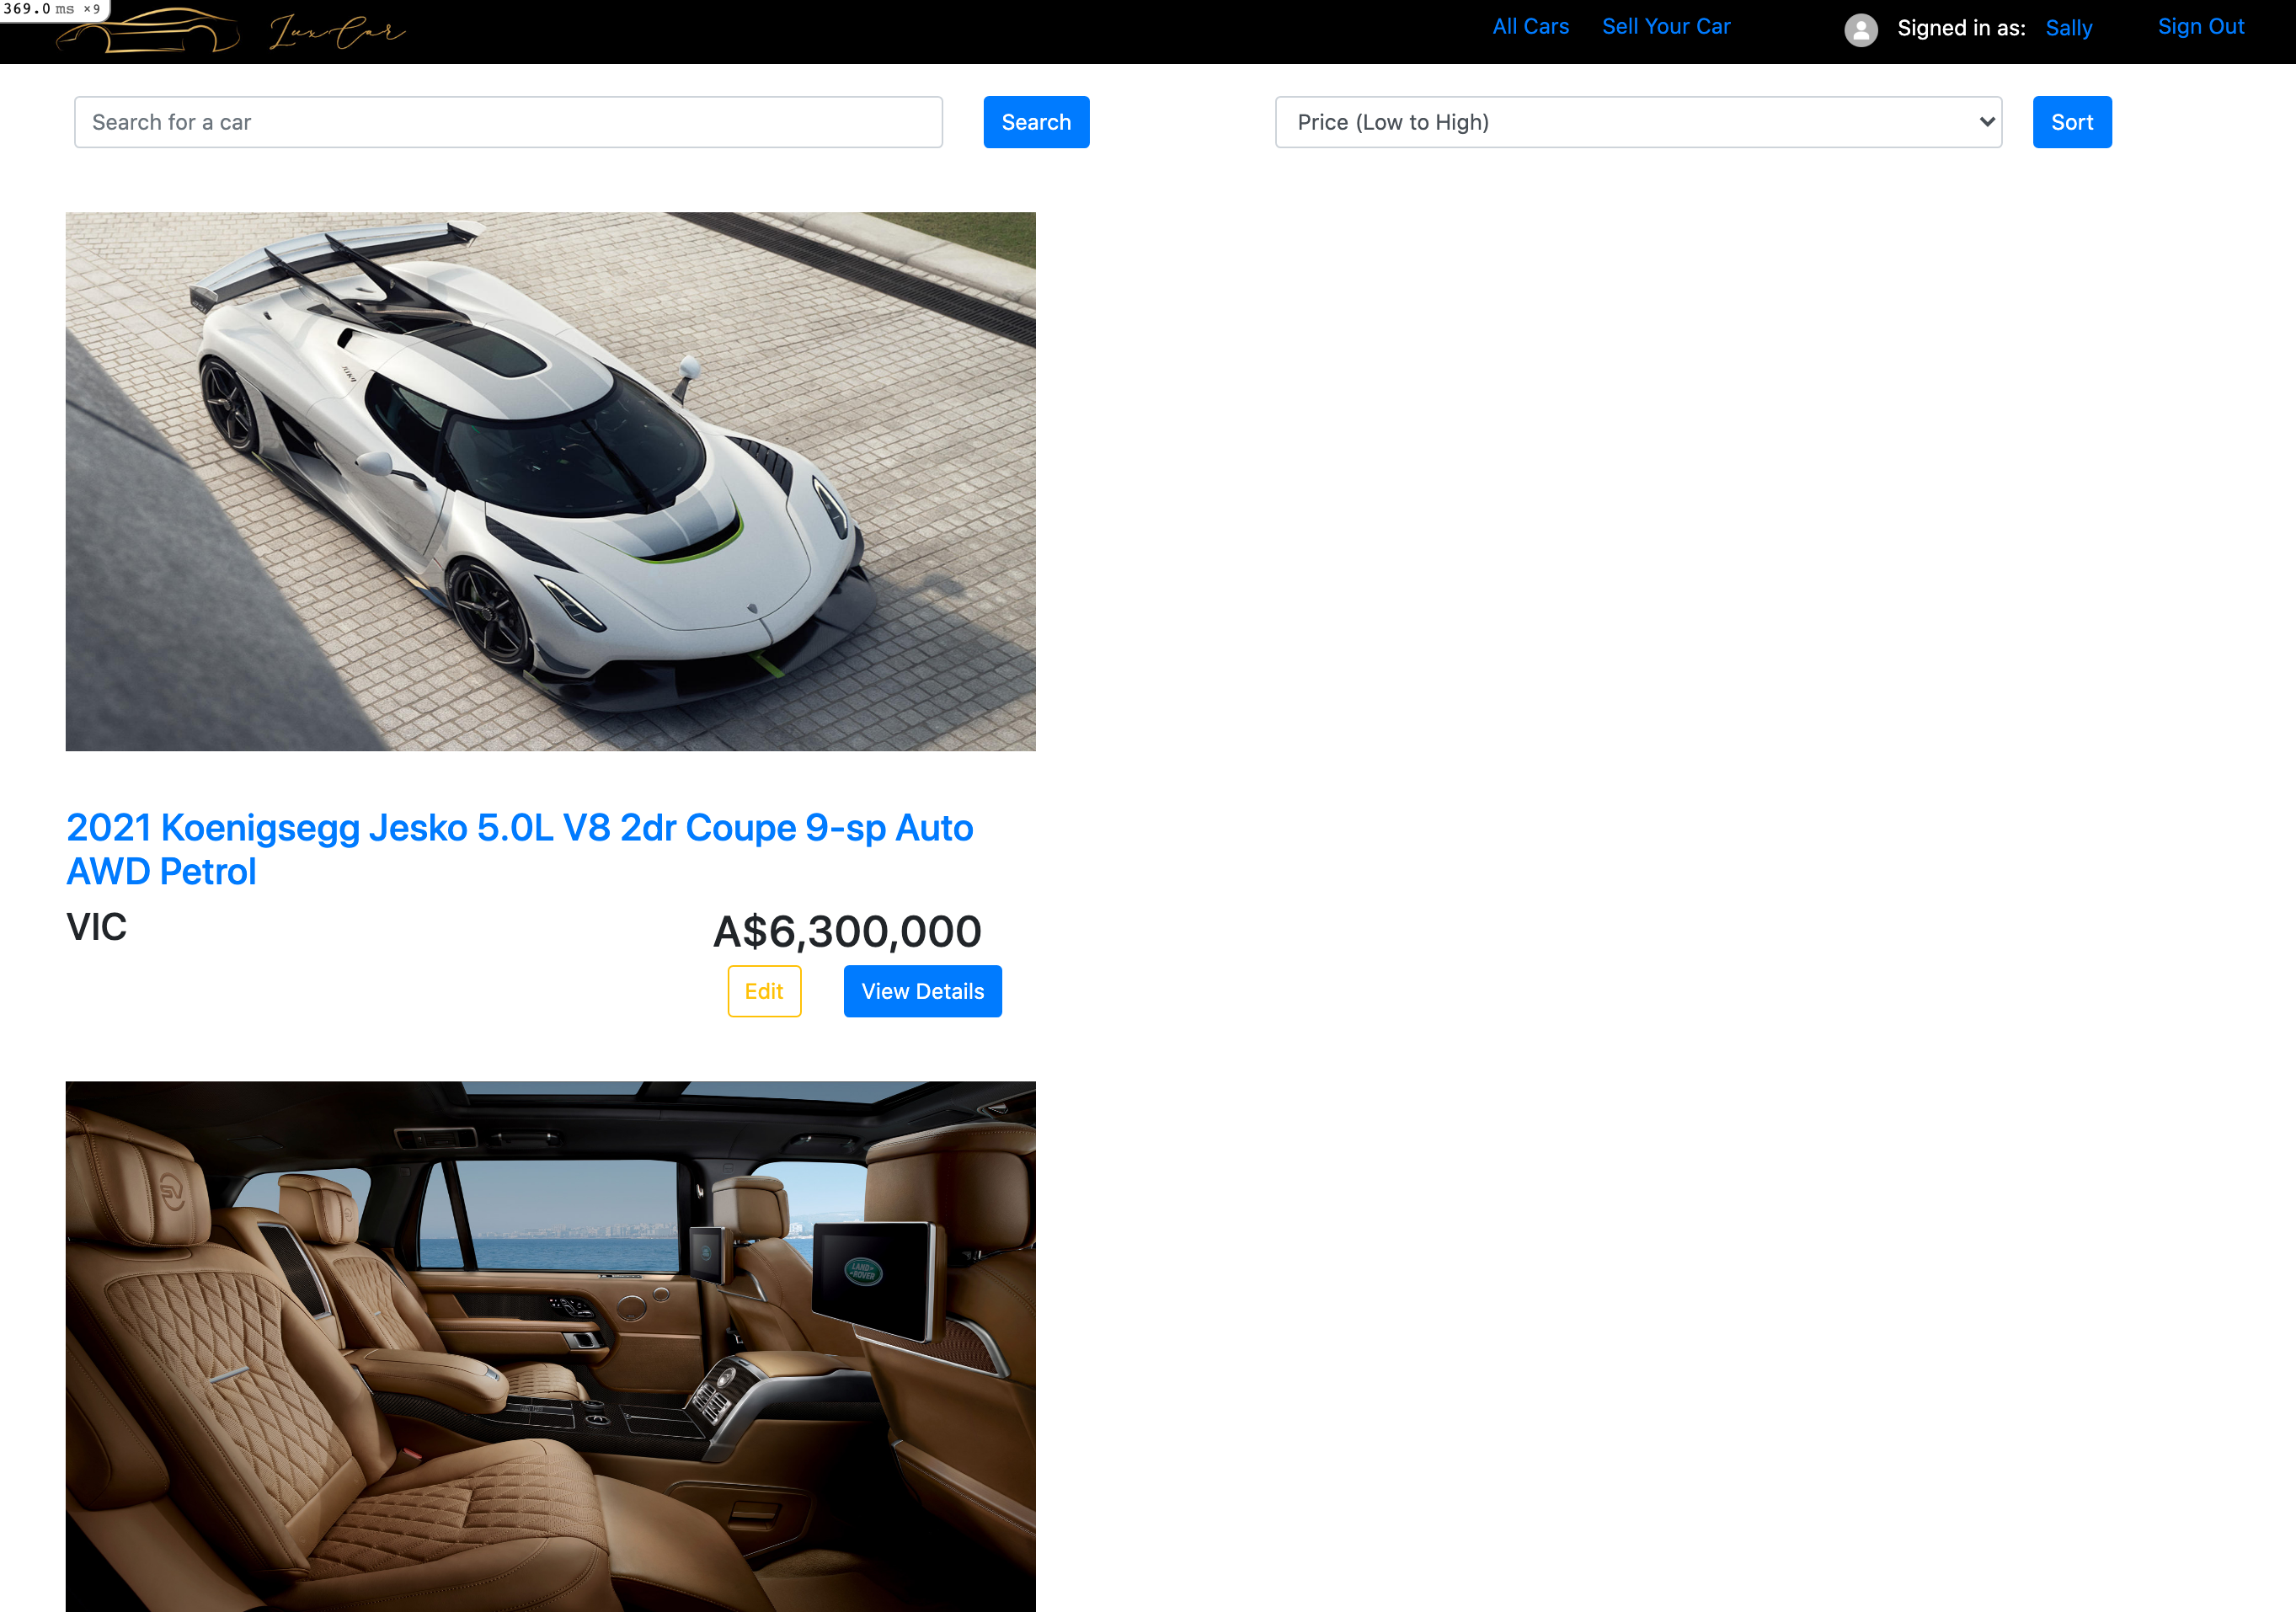 369.0 ms ×9
LuxCar
All Cars
Sell Your Car
Signed in as: Sally
Sign Out
Search for a car
Search
Price (Low to High)
Sort
2021 Koenigsegg Jesko 5.0L V8 2dr Coupe 9-sp Auto
AWD Petrol
VIC
A$6,300,000
Edit
View Details
LAND
ROVER